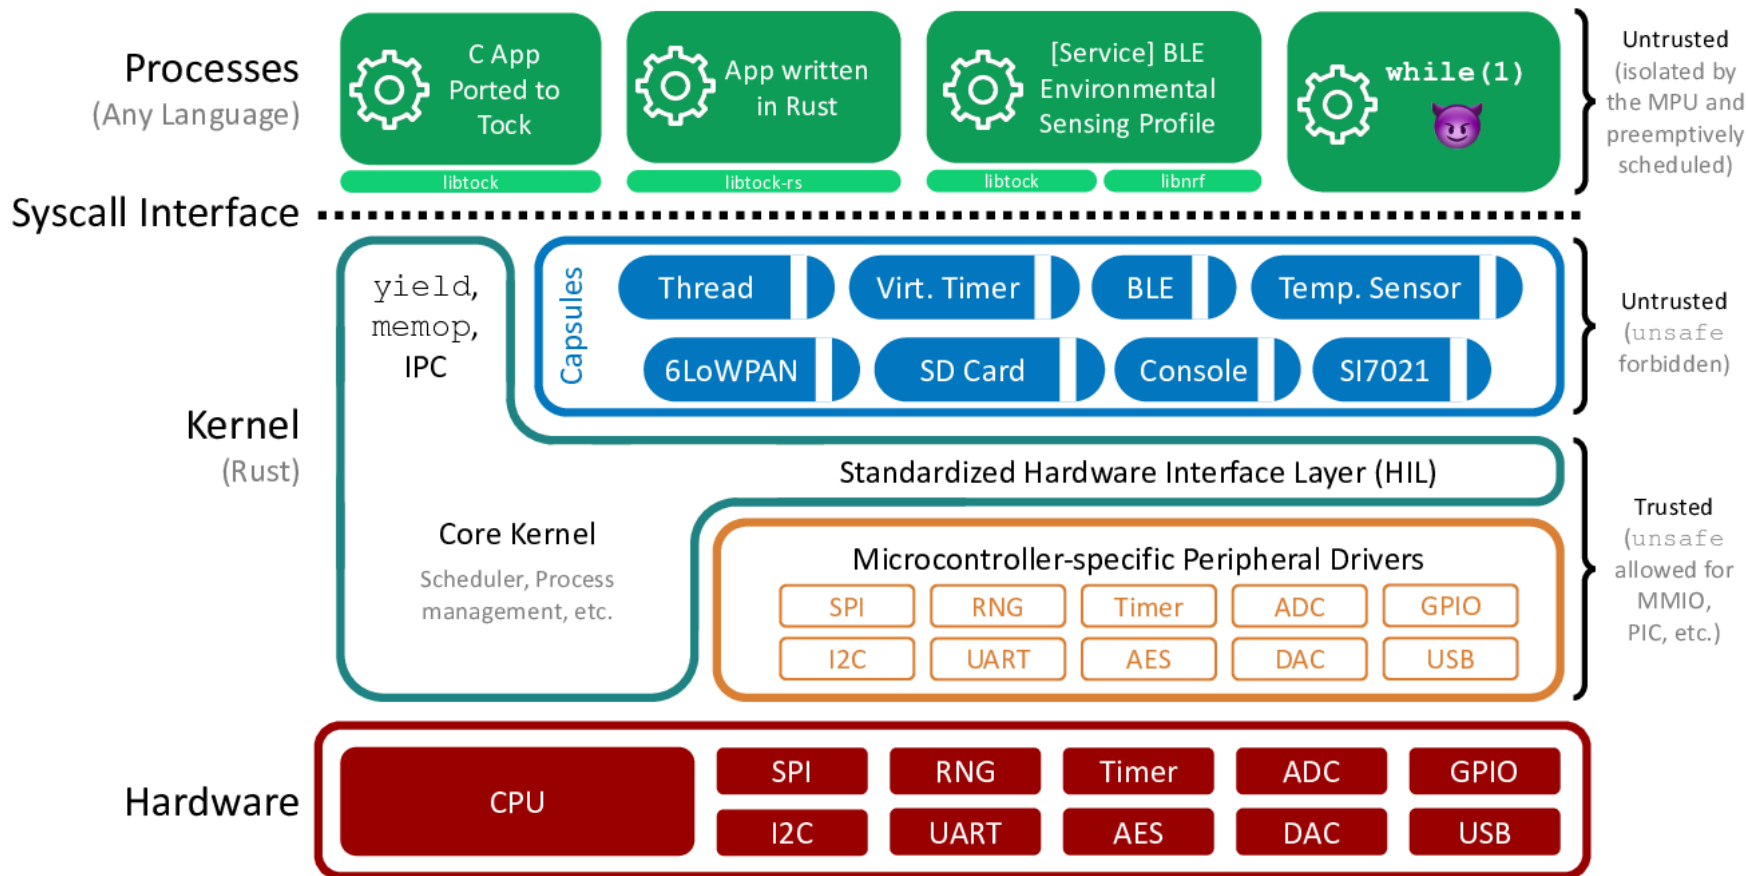 Processes
(Any Language)
C App
Ported to
Tock
libtock
App written
in Rust
libtock-rs
[Service] BLE
Environmental
Sensing Profile
libtock
libnrf
while(1)
Untrusted
(isolated by
the MPU and
preemptively
scheduled)
Syscall Interface
Kernel
(Rust)
yield,
memop,
IPC
Capsules
Thread
Virt. Timer
BLE
Temp. Sensor
6LoWPAN
SD Card
Console
SI7021
Untrusted
(unsafe
forbidden)
Standardized Hardware Interface Layer (HIL)
Core Kernel
Scheduler, Process
management, etc.
Microcontroller-specific Peripheral Drivers
SPI
RNG
Timer
ADC
GPIO
I2C
UART
AES
DAC
USB
Trusted
(unsafe
allowed for
MMIO,
PIC, etc.)
Hardware
CPU
SPI
RNG
Timer
ADC
GPIO
I2C
UART
AES
DAC
USB